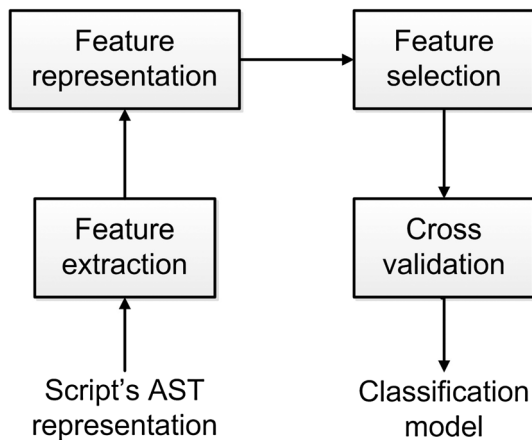 Feature
representation
Feature
selection
Feature
extraction
Cross
validation
Script's AST
representation
Classification
model